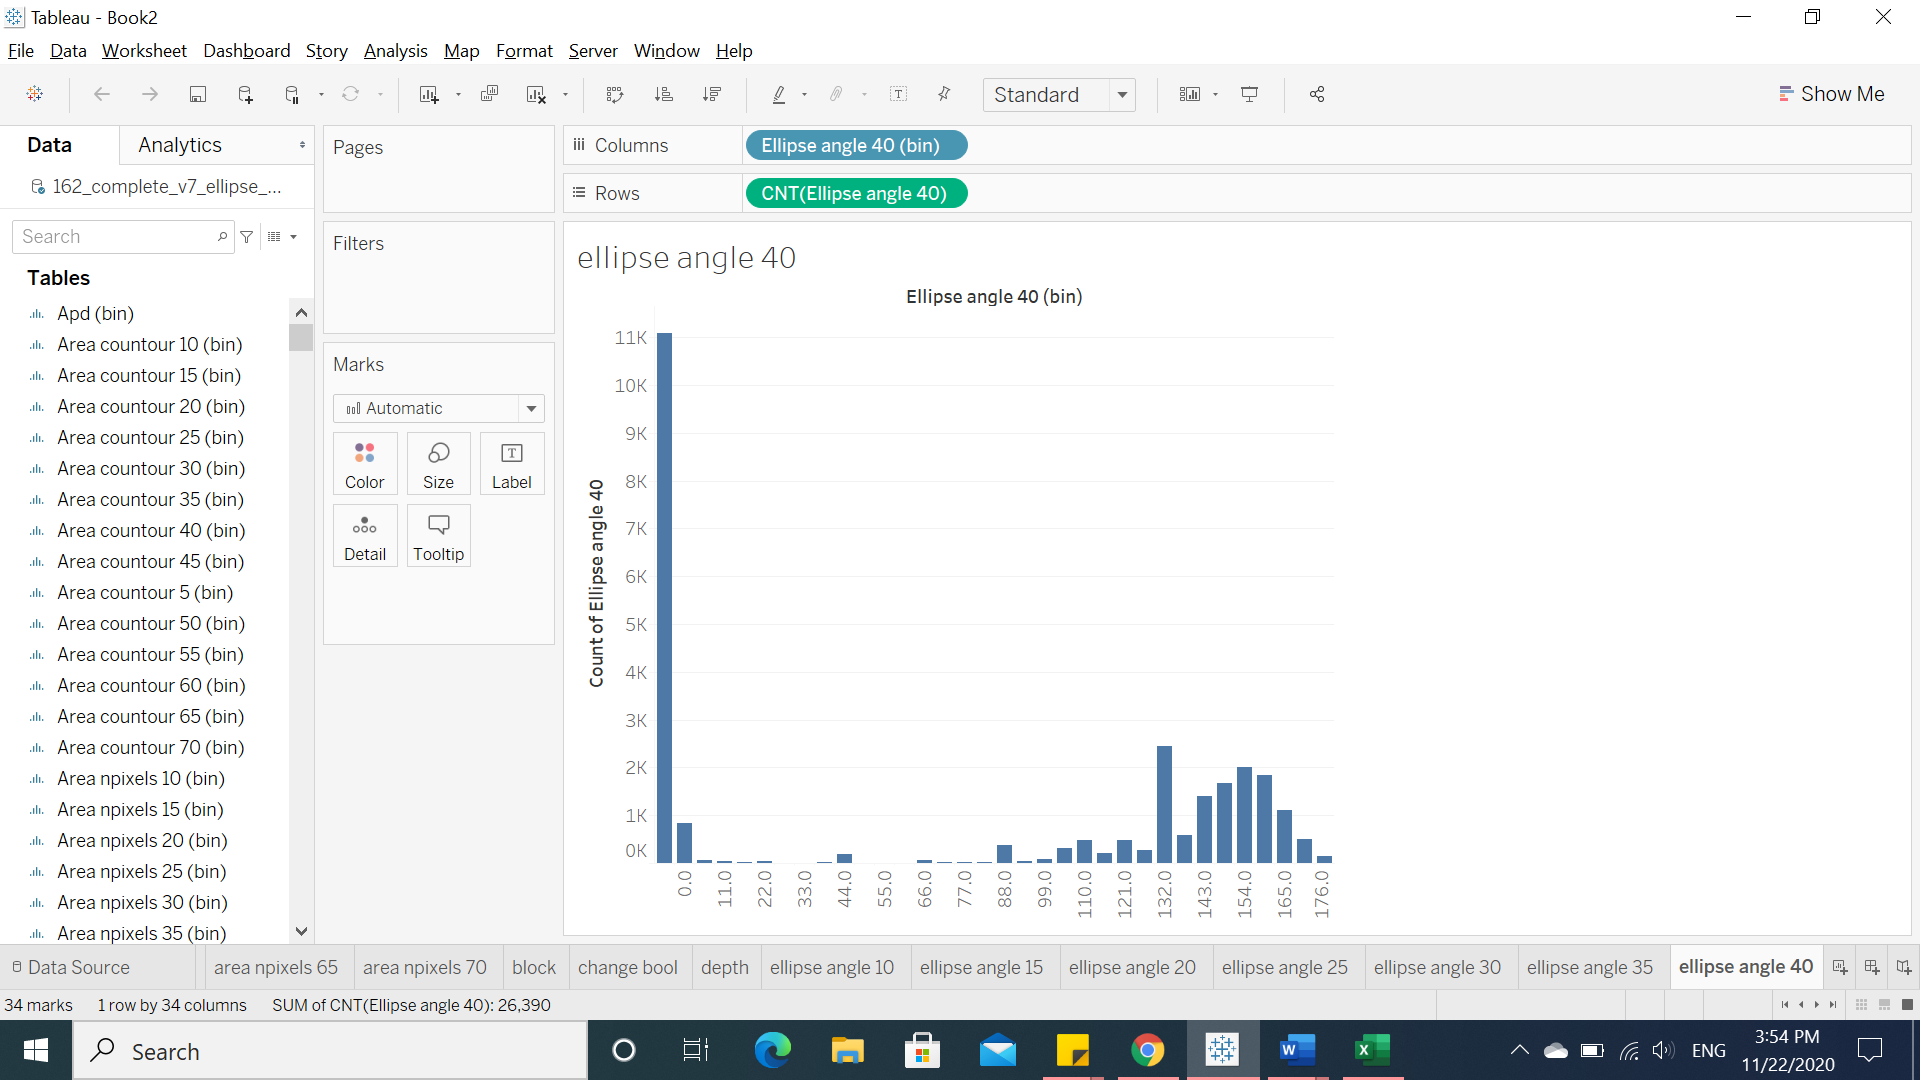 Tableau - Book2
File Data Worksheet Dashboard Story Analysis Map Format Server Window Help
Standard
Show Me
Data Analytics
162_complete_v7_ellipse_...
Search
Tables
Apd (bin)
Area countour 10 (bin)
Area countour 15 (bin)
Area countour 20 (bin)
Area countour 25 (bin)
Area countour 30 (bin)
Area countour 35 (bin)
Area countour 40 (bin)
Area countour 45 (bin)
Area countour 5 (bin)
Area countour 50 (bin)
Area countour 55 (bin)
Area countour 60 (bin)
Area countour 65 (bin)
Area countour 70 (bin)
Area npixels 10 (bin)
Area npixels 15 (bin)
Area npixels 20 (bin)
Area npixels 25 (bin)
Area npixels 30 (bin)
Area npixels 35 (bin)
Pages
Filters
Marks
Automatic
Color Size Label
Detail Tooltip
Columns Ellipse angle 40 (bin)
Rows CNT(Ellipse angle 40)
ellipse angle 40
Ellipse angle 40 (bin)
Count of Ellipse angle 40
11K
10K
9K
8K
7K
6K
5K
4K
3K
2K
1K
0K
0.0 11.0 22.0 33.0 44.0 55.0 66.0 77.0 88.0 99.0 110.0 121.0 132.0 143.0 154.0 165.0 176.0
Data Source area npixels 65 area npixels 70 block change bool depth ellipse angle 10 ellipse angle 15 ellipse angle 20 ellipse angle 25 ellipse angle 30 ellipse angle 35 ellipse angle 40
34 marks 1 row by 34 columns SUM of CNT(Ellipse angle 40): 26,390
Search
ENG
3:54 PM
11/22/2020